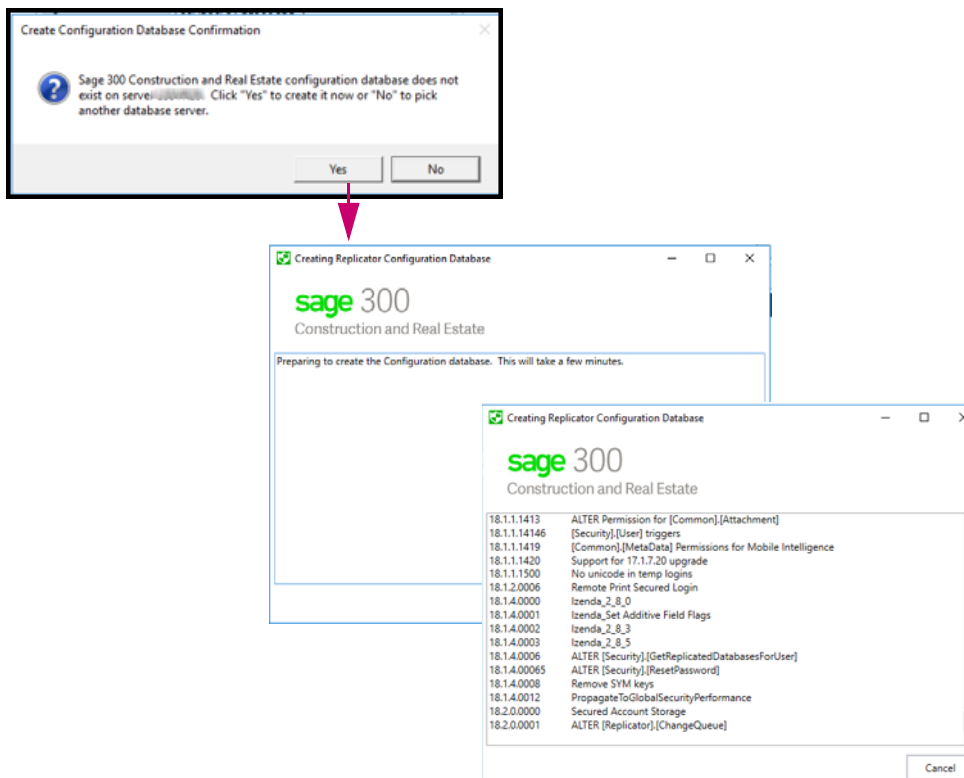 Create Configuration Database Confirmation
Sage 300 Construction and Real Estate configuration database does not
exist on server Click "Yes" to create it now or "No" to pick
another database server.
Yes
No
Creating Replicator Configuration Database
sage 300
Construction and Real Estate
Preparing to create the Configuration database. This will take a few minutes.
Creating Replicator Configuration Database
sage 300
Construction and Real Estate
18.1.1.1413 ALTER Permission for [Common].[Attachment]
18.1.1.14146 [Security].[User] triggers
18.1.1.1419 [Common].[MetaData] Permissions for Mobile Intelligence
18.1.1.1420 Support for 17.1.7.20 upgrade
18.1.1.1500 No unicode in temp logins
18.1.2.0006 Remote Print Secured Login
18.1.4.0000 Izenda_2_8_0
18.1.4.0001 Izenda_Set Additive Field Flags
18.1.4.0002 Izenda_2_8_3
18.1.4.0003 Izenda_2_8_5
18.1.4.0006 ALTER [Security].[GetReplicatedDatabasesForUser]
18.1.4.00065 ALTER [Security].[ResetPassword]
18.1.4.0008 Remove SYM keys
18.1.4.0012 PropagateToGlobalSecurityPerformance
18.2.0.0000 Secured Account Storage
18.2.0.0001 ALTER [Replicator].[ChangeQueue]
Cancel